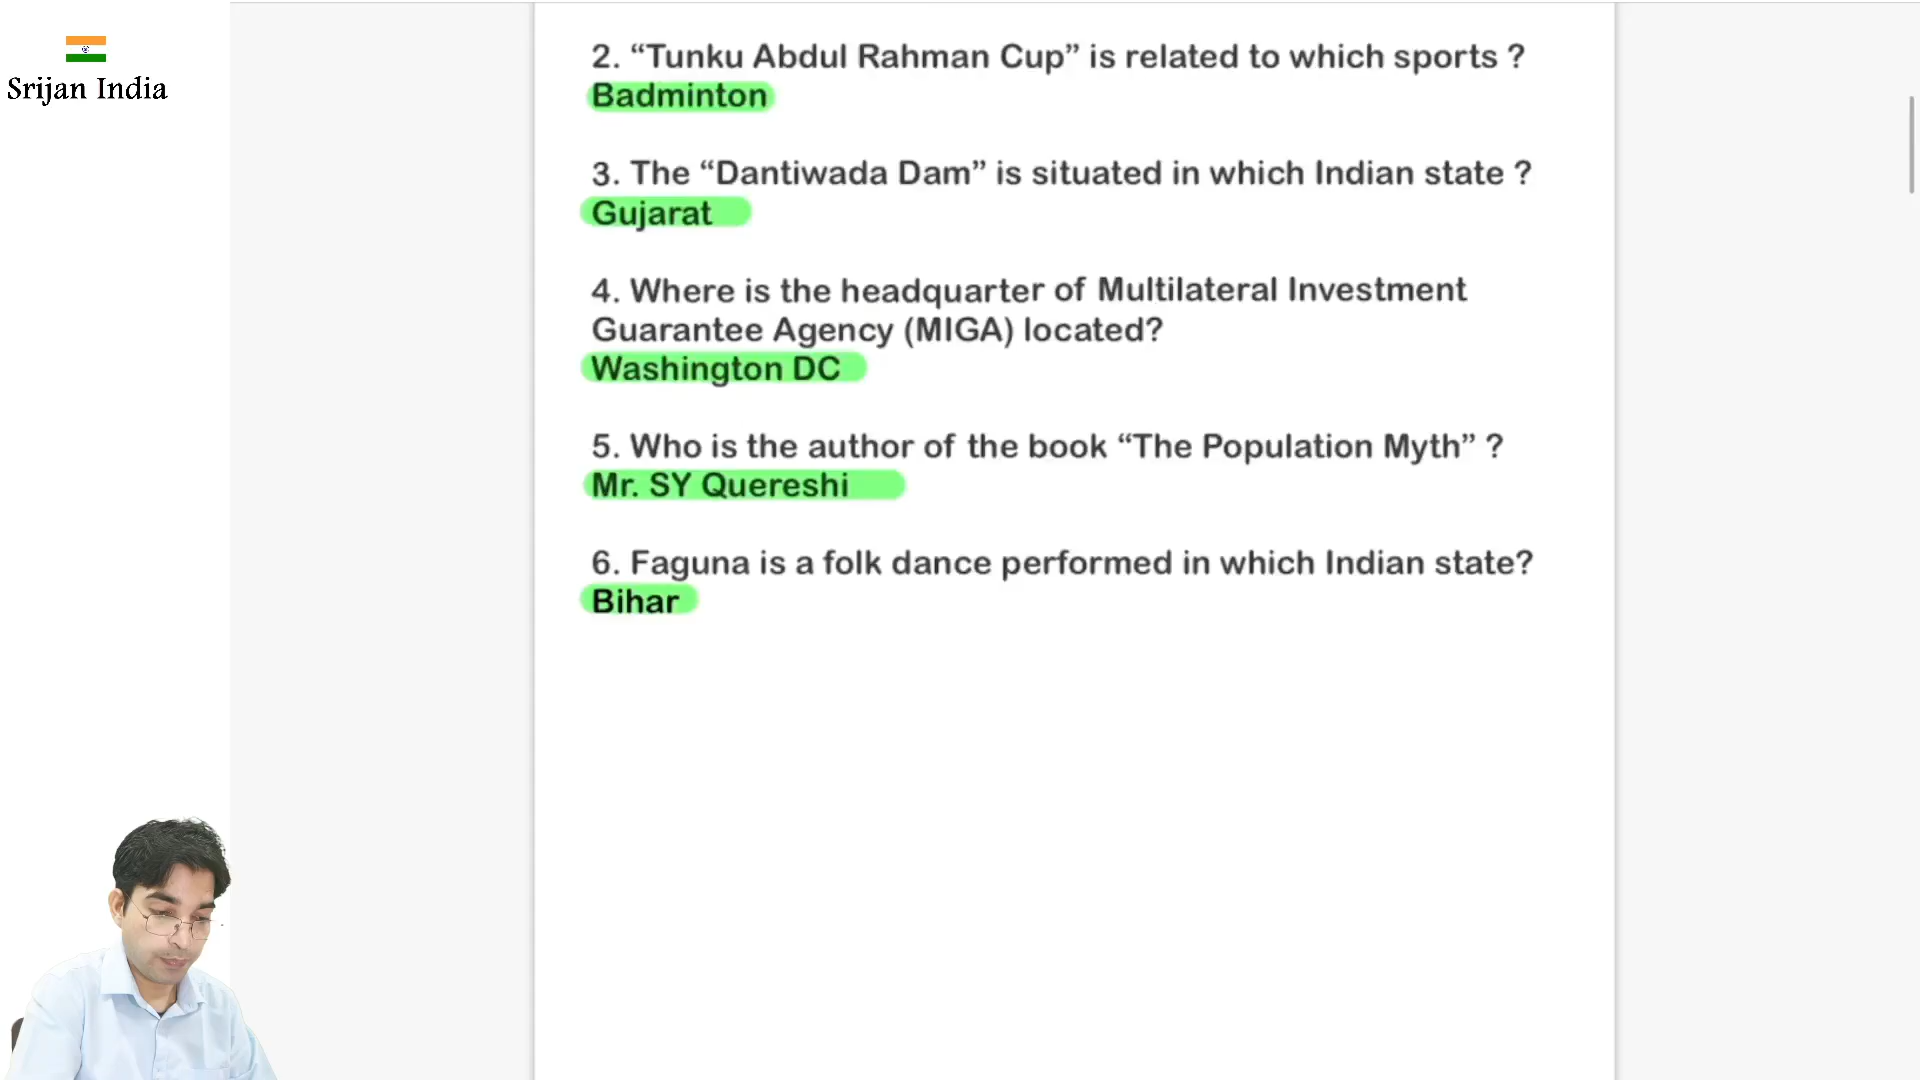 Srijan India
2. “Tunku Abdul Rahman Cup” is related to which sports ?
Badminton
3. The “Dantiwada Dam” is situated in which Indian state ?
Gujarat
4. Where is the headquarter of Multilateral Investment
Guarantee Agency (MIGA) located?
Washington DC
5. Who is the author of the book “The Population Myth” ?
Mr. SY Quereshi
6. Faguna is a folk dance performed in which Indian state?
Bihar